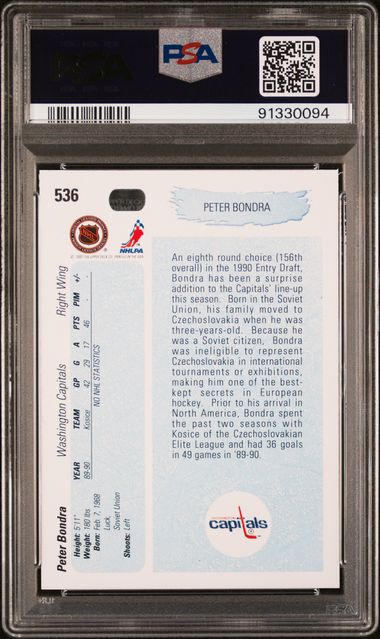 PSA
PSA
91330094
536
PETER BONDRA
NHLPA
An eighth round choice (156th
overall) in the 1990 Entry Draft,
Bondra has been a surprise
addition to the Capitals' line-up
this season. Born in the Soviet
Union, his family moved to
Czechoslovakia when he was
three-years-old. Because he
was a Soviet citizen, Bondra
was ineligible to represent
Czechoslovakia in international
tournaments or exhibitions,
making him one of the best-
kept secrets in European
hockey. Prior to his arrival in
North America, Bondra spent
the past two seasons with
Kosice of the Czechoslovakian
Elite League and had 36 goals
in 49 games in '89-90.
capitals
Peter Bondra Washington Capitals Right Wing
Height: 5'11"
Weight: 180 lbs
Born: Feb. 7, 1968
Luck,
Soviet Union
Shoots: Left
YEAR TEAM GP G A PTS PIM +/-
89-90 Kosice 42 29 17 46 - -
NO NHL STATISTICS